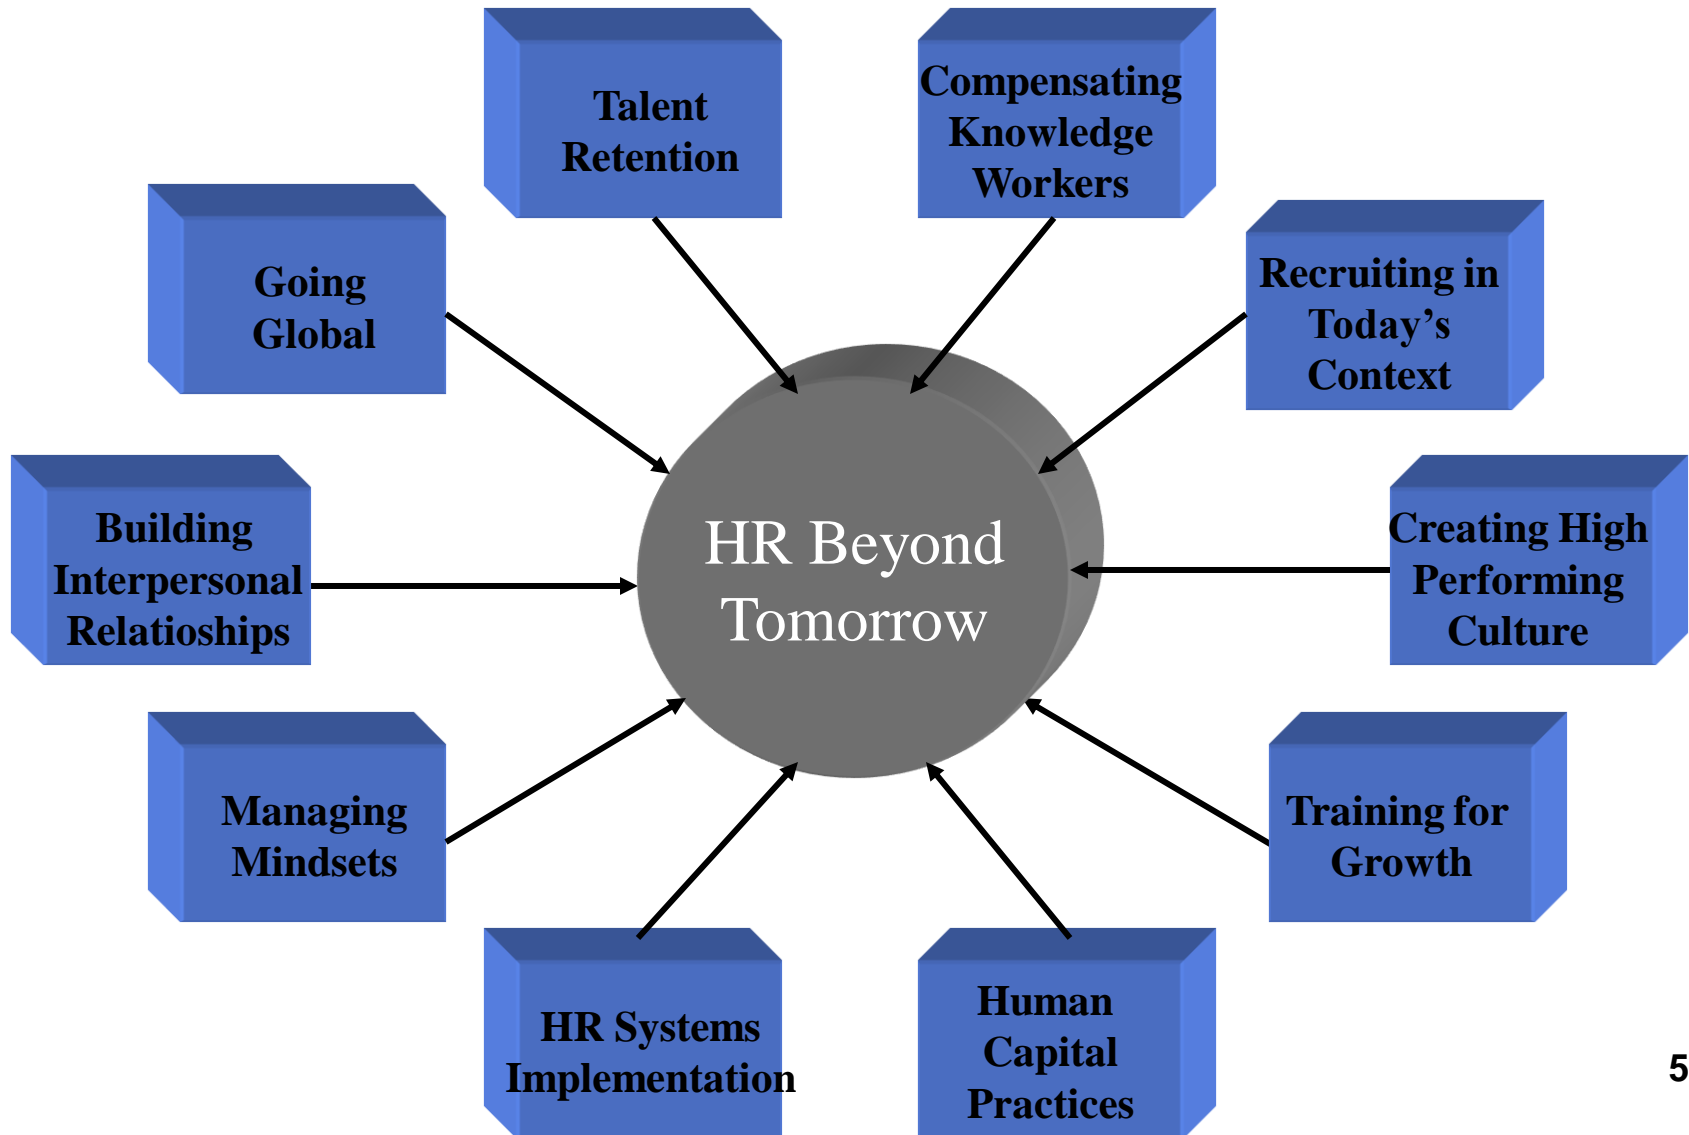 Talent
Retention
Compensating
Knowledge
Workers
Going
Global
Recruiting in
Today’s
Context
Building
Interpersonal
Relatioships
HR Beyond
Tomorrow
Creating High
Performing
Culture
Managing
Mindsets
Training for
Growth
HR Systems
Implementation
Human
Capital
Practices
5